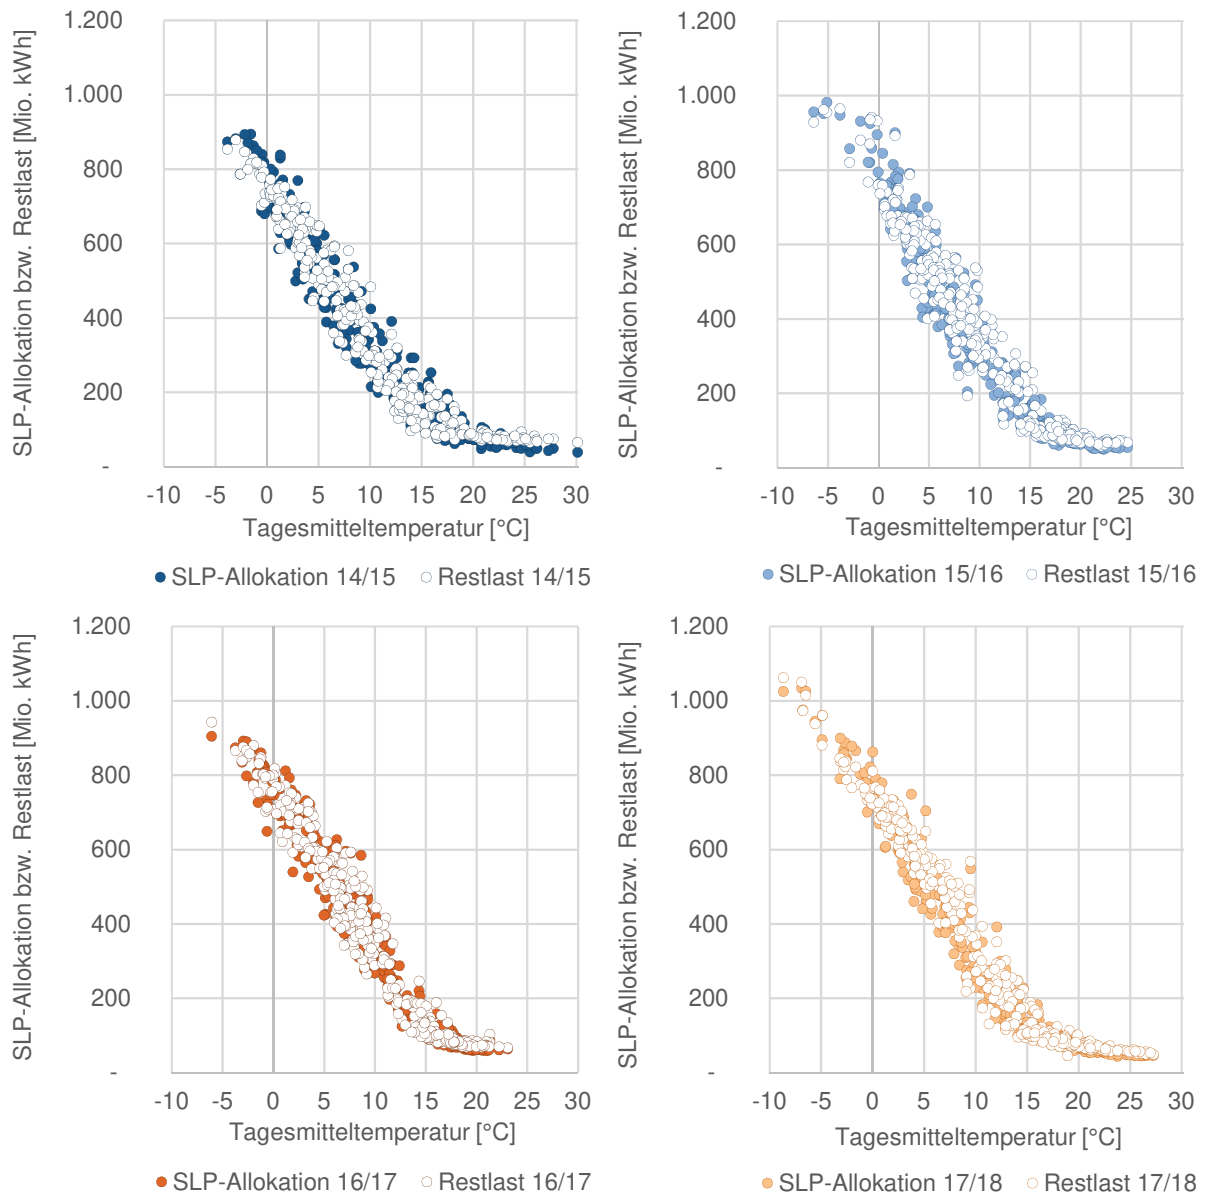 SLP-Allokation bzw. Restlast [Mio. kWh]
1.200
1.000
800
600
400
200
-
-10 -5 0 5 10 15 20 25 30
Tagesmitteltemperatur [°C]
SLP-Allokation 14/15 Restlast 14/15
SLP-Allokation bzw. Restlast [Mio. kWh]
1.200
1.000
800
600
400
200
-
-10 -5 0 5 10 15 20 25 30
Tagesmitteltemperatur [°C]
SLP-Allokation 15/16 Restlast 15/16
SLP-Allokation bzw. Restlast [Mio. kWh]
1.200
1.000
800
600
400
200
-
-10 -5 0 5 10 15 20 25 30
Tagesmitteltemperatur [°C]
SLP-Allokation 16/17 Restlast 16/17
SLP-Allokation bzw. Restlast [Mio. kWh]
1.200
1.000
800
600
400
200
-
-10 -5 0 5 10 15 20 25 30
Tagesmitteltemperatur [°C]
SLP-Allokation 17/18 Restlast 17/18